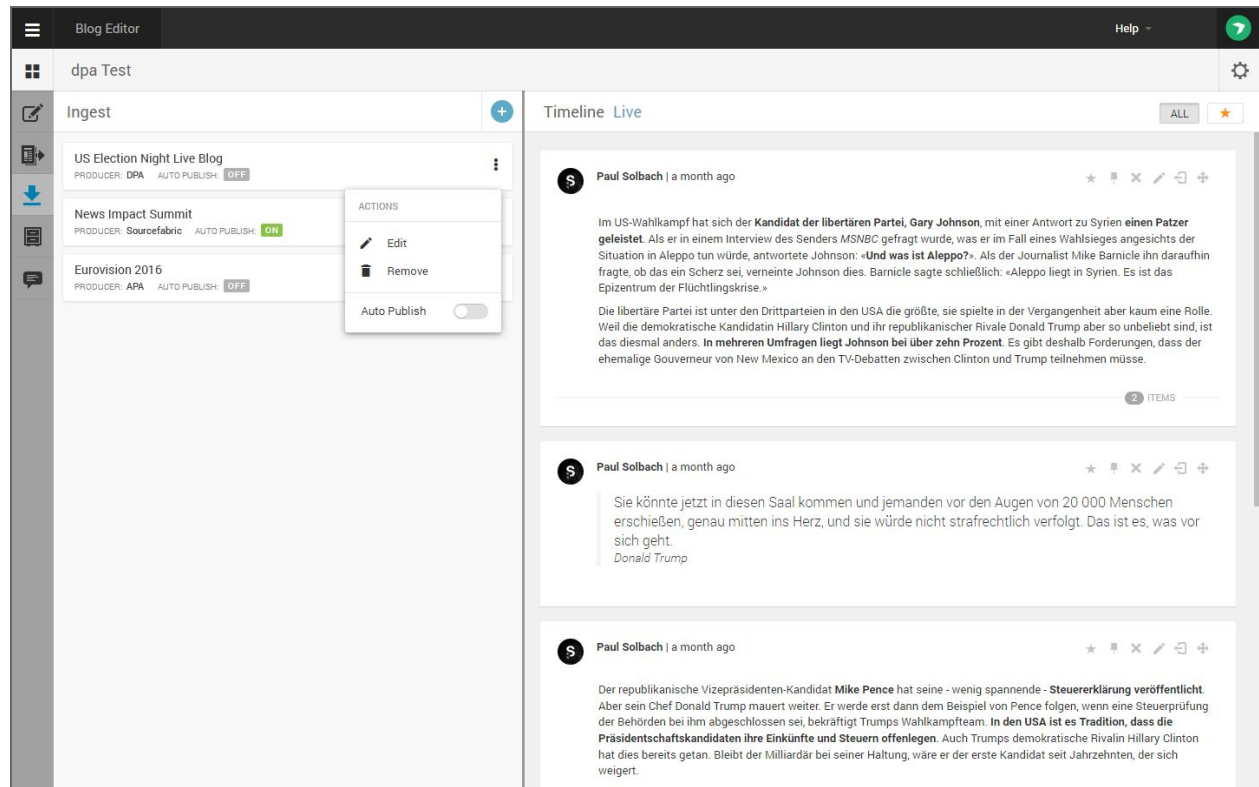 Blog Editor
Help
dpa Test
Ingest
US Election Night Live Blog
PRODUCER: DPA AUTO PUBLISH: OFF
News Impact Summit
PRODUCER: Sourcefabric AUTO PUBLISH: ON
Eurovision 2016
PRODUCER: APA AUTO PUBLISH: OFF
ACTIONS
Edit
Remove
Auto Publish
Timeline Live
ALL
Paul Solbach | a month ago
Im US-Wahlkampf hat sich der Kandidat der libertären Partei, Gary Johnson, mit einer Antwort zu Syrien einen Patzer
geleistet. Als er in einem Interview des Senders MSNBC gefragt wurde, was er im Fall eines Wahlsieges angesichts der
Situation in Aleppo tun würde, antwortete Johnson: «Und was ist Aleppo?». Als der Journalist Mike Barnicle ihn daraufhin
fragte, ob das ein Scherz sei, verneinte Johnson dies. Barnicle sagte schließlich: «Aleppo liegt in Syrien. Es ist das
Epizentrum der Flüchtlingskrise.»
Die libertäre Partei ist unter den Drittparteien in den USA die größte, sie spielte in der Vergangenheit aber kaum eine Rolle.
Weil die demokratische Kandidatin Hillary Clinton und ihr republikanischer Rivale Donald Trump aber so unbeliebt sind, ist
das diesmal anders. In mehreren Umfragen liegt Johnson bei über zehn Prozent. Es gibt deshalb Forderungen, dass der
ehemalige Gouverneur von New Mexico an den TV-Debatten zwischen Clinton und Trump teilnehmen müsse.
2 ITEMS
Paul Solbach | a month ago
Sie könnte jetzt in diesen Saal kommen und jemanden vor den Augen von 20 000 Menschen
erschießen, genau mitten ins Herz, und sie würde nicht strafrechtlich verfolgt. Das ist es, was vor
sich geht.
Donald Trump
Paul Solbach | a month ago
Der republikanische Vizepräsidenten-Kandidat Mike Pence hat seine - wenig spannende - Steuererklärung veröffentlicht.
Aber sein Chef Donald Trump mauert weiter. Er werde erst dann dem Beispiel von Pence folgen, wenn eine Steuerprüfung
der Behörden bei ihm abgeschlossen sei, bekräftigt Trumps Wahlkampfteam. In den USA ist es Tradition, dass die
Präsidentschaftskandidaten ihre Einkünfte und Steuern offenlegen. Auch Trumps demokratische Rivalin Hillary Clinton
hat dies bereits getan. Bleibt der Milliardär bei seiner Haltung, wäre er der erste Kandidat seit Jahrzehnten, der sich
weigert.